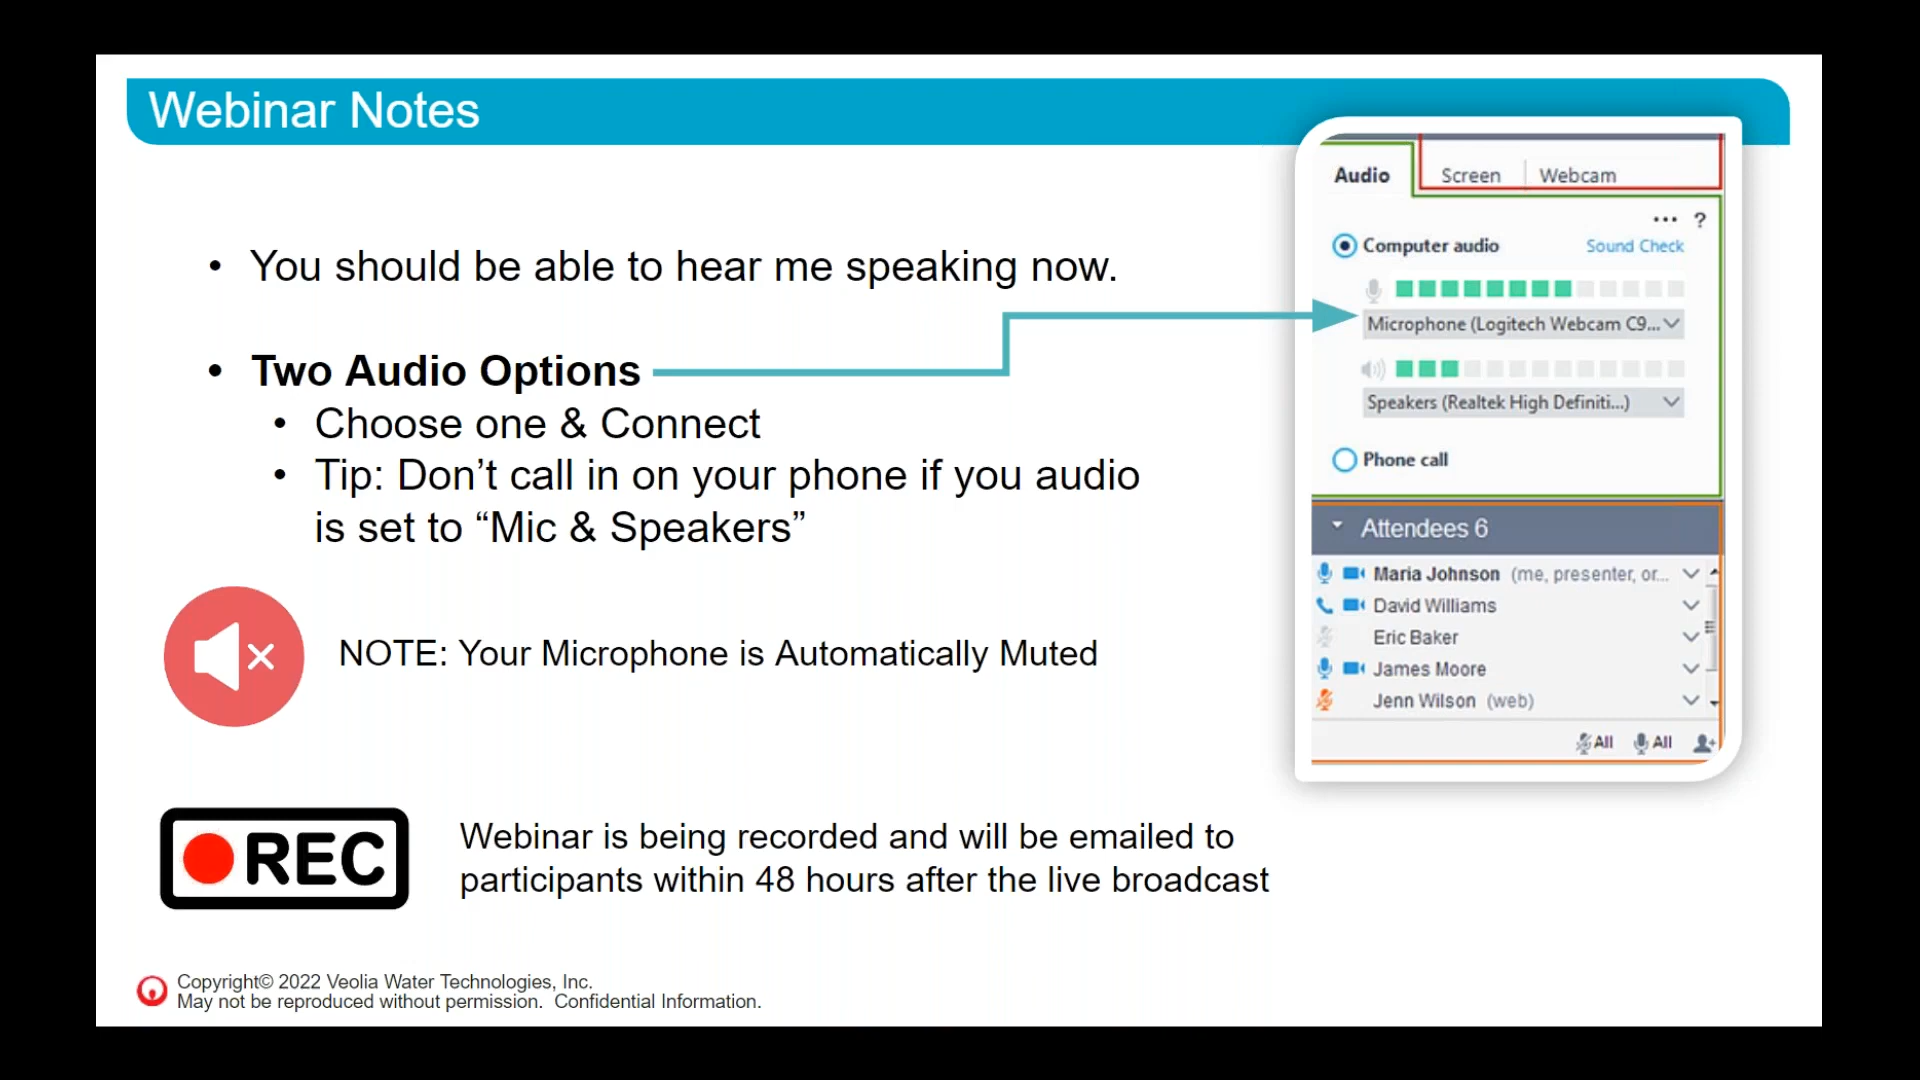 Webinar Notes
• You should be able to hear me speaking now.
• Two Audio Options
• Choose one & Connect
• Tip: Don’t call in on your phone if you audio
is set to “Mic & Speakers”
NOTE: Your Microphone is Automatically Muted
REC
Webinar is being recorded and will be emailed to
participants within 48 hours after the live broadcast
Audio Screen Webcam
... ?
Computer audio Sound Check
Microphone (Logitech Webcam C9...
Speakers (Realtek High Definiti...)
Phone call
Attendees 6
Maria Johnson (me, presenter, or...
David Williams
Eric Baker
James Moore
Jenn Wilson (web)
All All
Copyright© 2022 Veolia Water Technologies, Inc.
May not be reproduced without permission. Confidential Information.